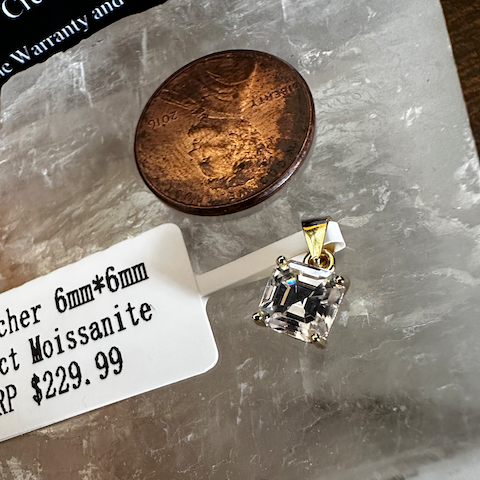 Warranty and
LIBERTY
2016
cher 6mm*6mm
ct Moissanite
RP $229.99